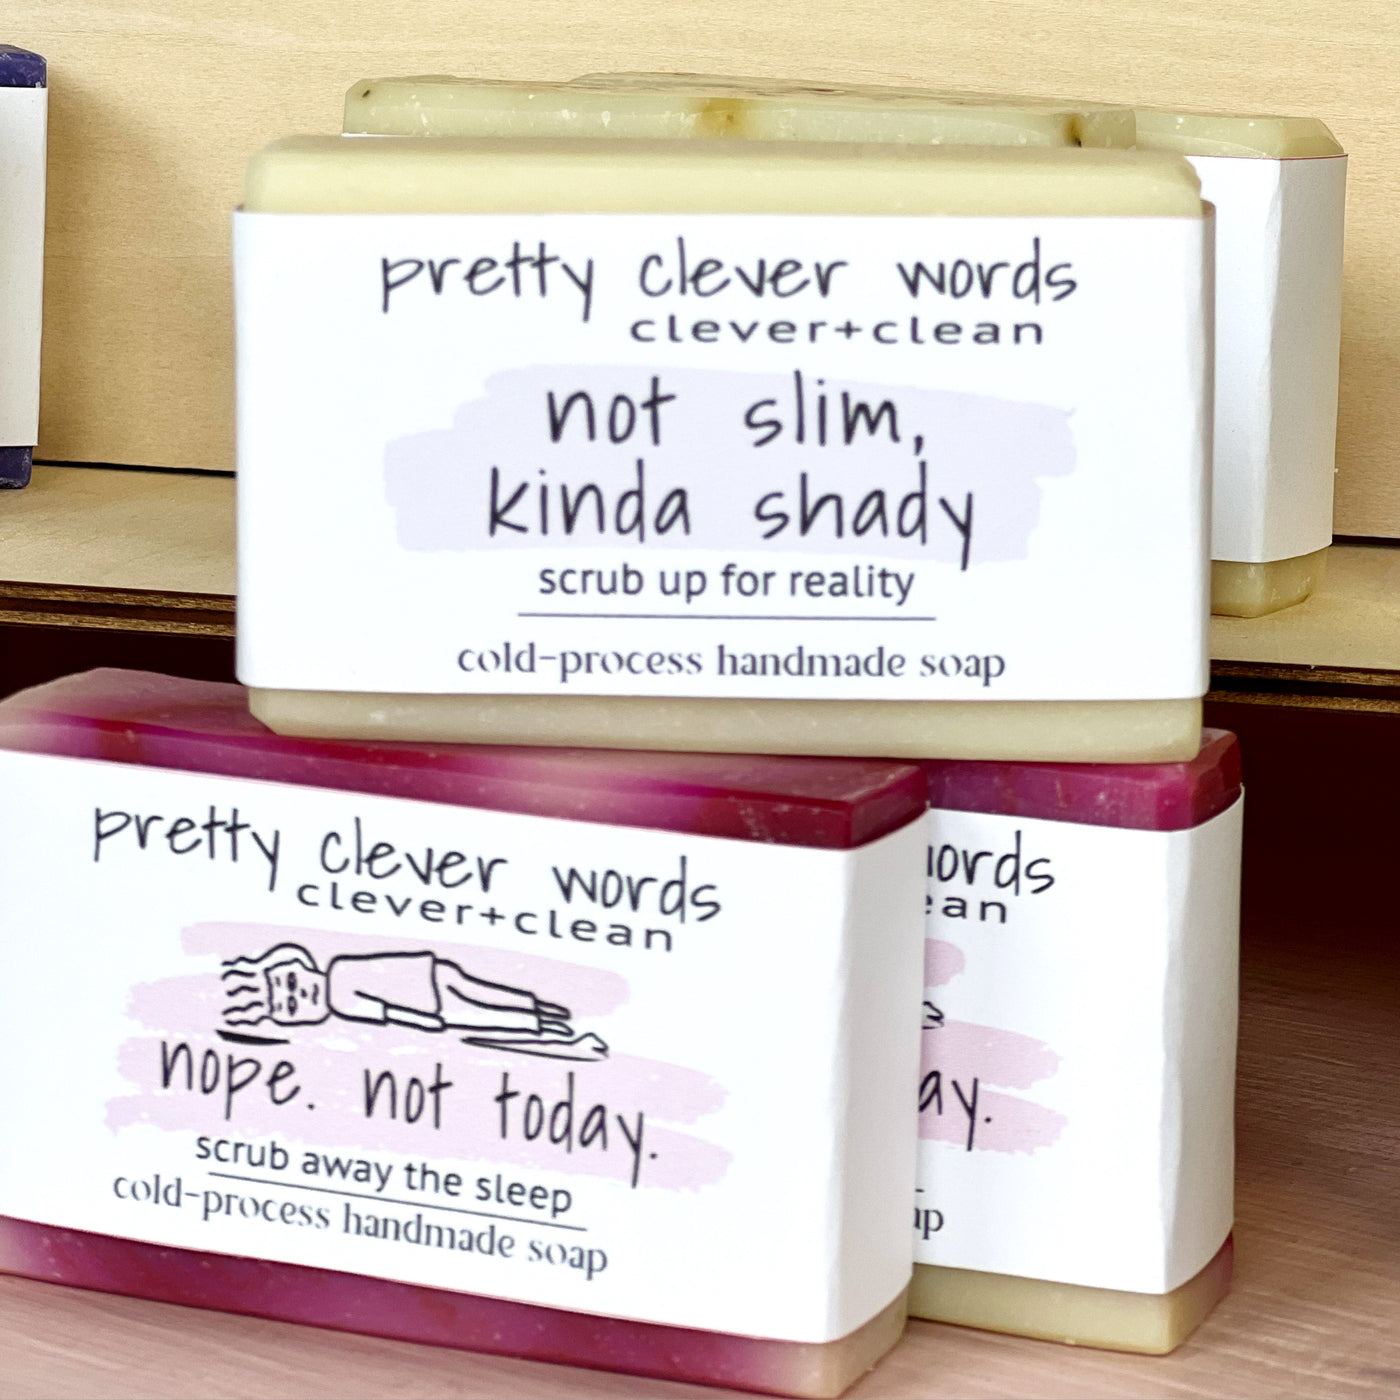 pretty clever words
clever+clean
not slim,
kinda shady
scrub up for reality
cold-process handmade soap
pretty clever words
clever+clean
nope. not today.
scrub away the sleep
cold-process handmade soap